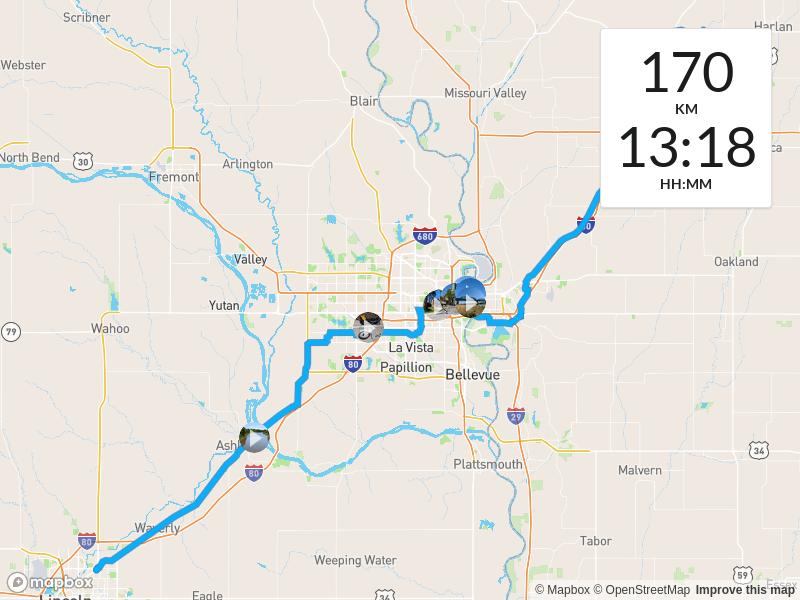 Scribner
Harlan
Webster
Missouri Valley
Blair
170
KM
13:18
HH:MM
North Bend
30
Arlington
Fremont
680
Valley
Oakland
Yutan
79
Wahoo
La Vista
80
Papillion
Bellevue
29
Ash
34
80
Plattsmouth
Malvern
Waverly
80
Tabor
Weeping Water
59
mapbox
Essex
Eagle
34
Lincoln
© Mapbox © OpenStreetMap Improve this map